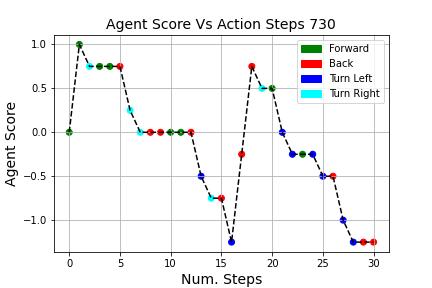 Agent Score Vs Action Steps 730
Agent Score
1.0
0.5
0.0
−0.5
−1.0
Forward
Back
Turn Left
Turn Right
0 5 10 15 20 25 30
Num. Steps